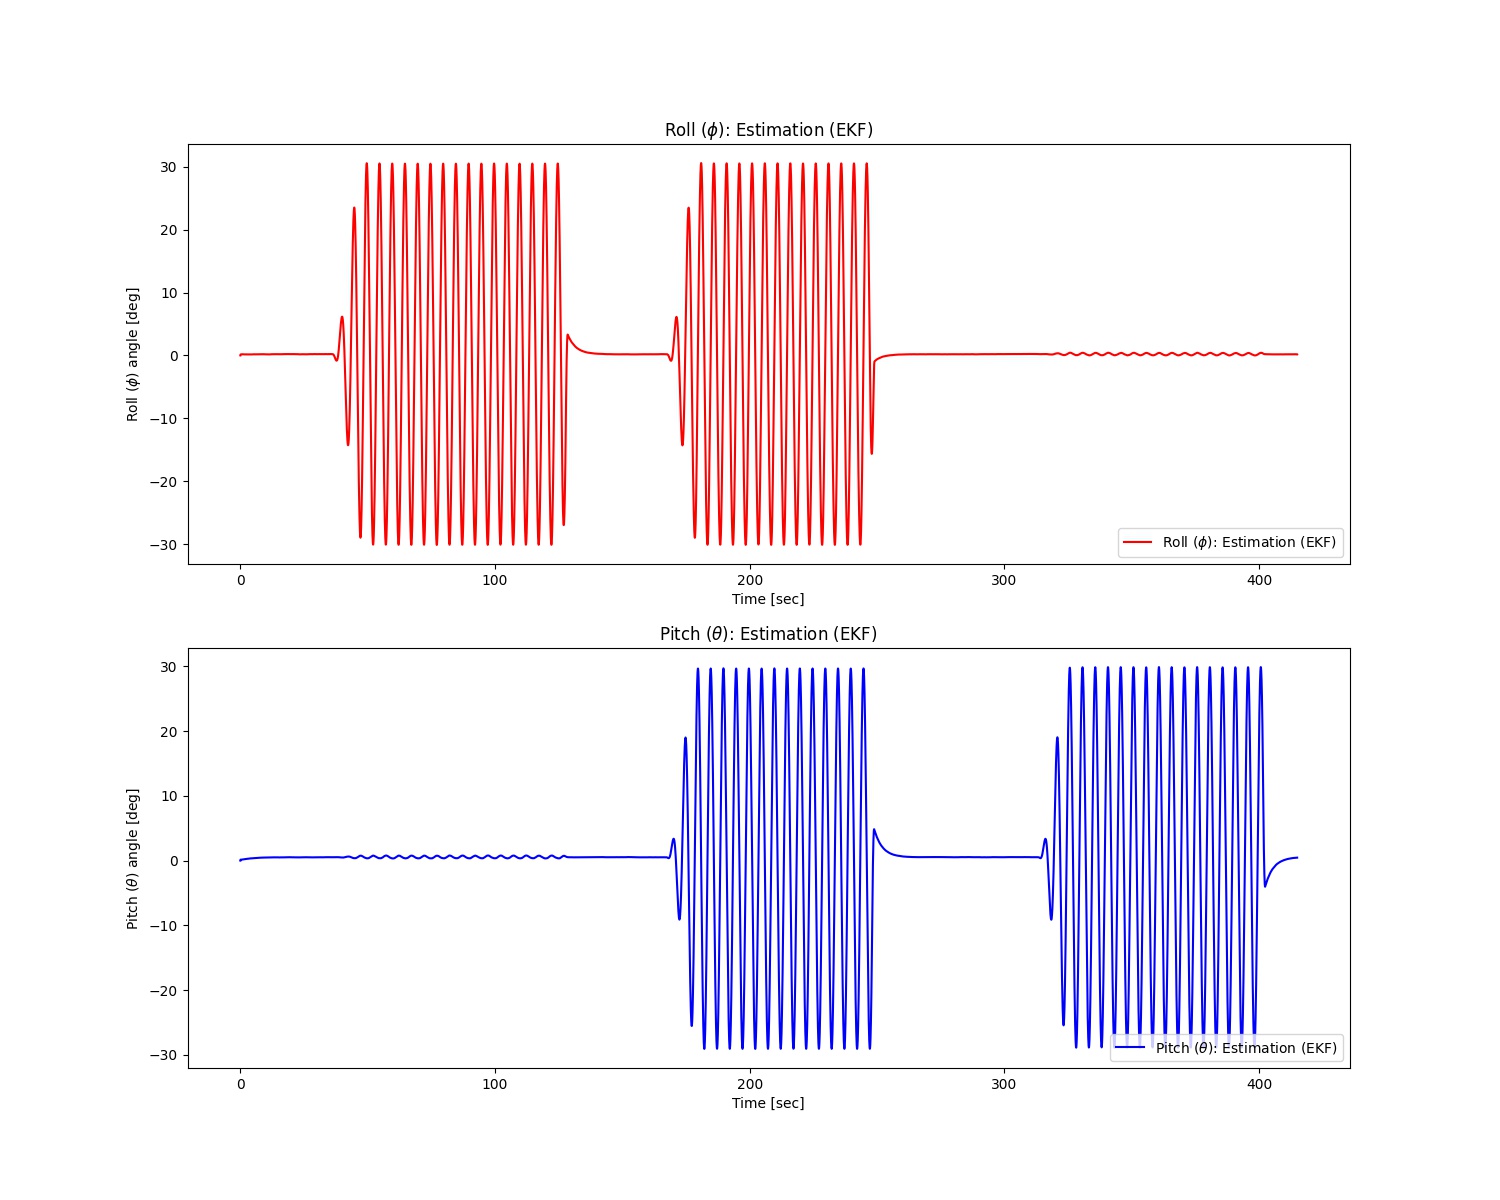 Roll (ϕ): Estimation (EKF)
30
20
10
0
−10
−20
−30
Roll (ϕ) angle [deg]
Roll (ϕ): Estimation (EKF)
0 100 200 300 400
Time [sec]
Pitch (θ): Estimation (EKF)
30
20
10
0
−10
−20
−30
Pitch (θ) angle [deg]
Pitch (θ): Estimation (EKF)
0 100 200 300 400
Time [sec]